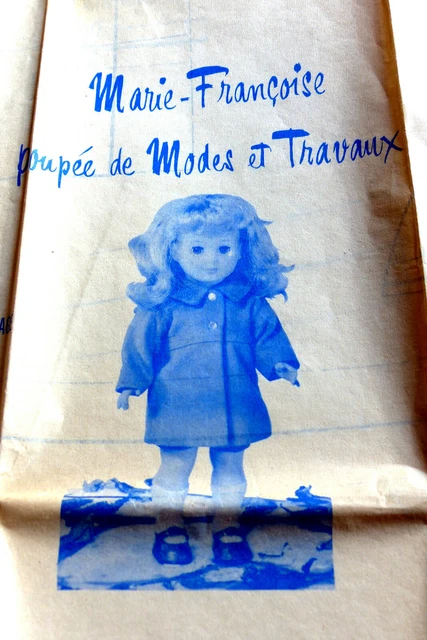 Marie-Françoise
poupée de Modes et Travaux